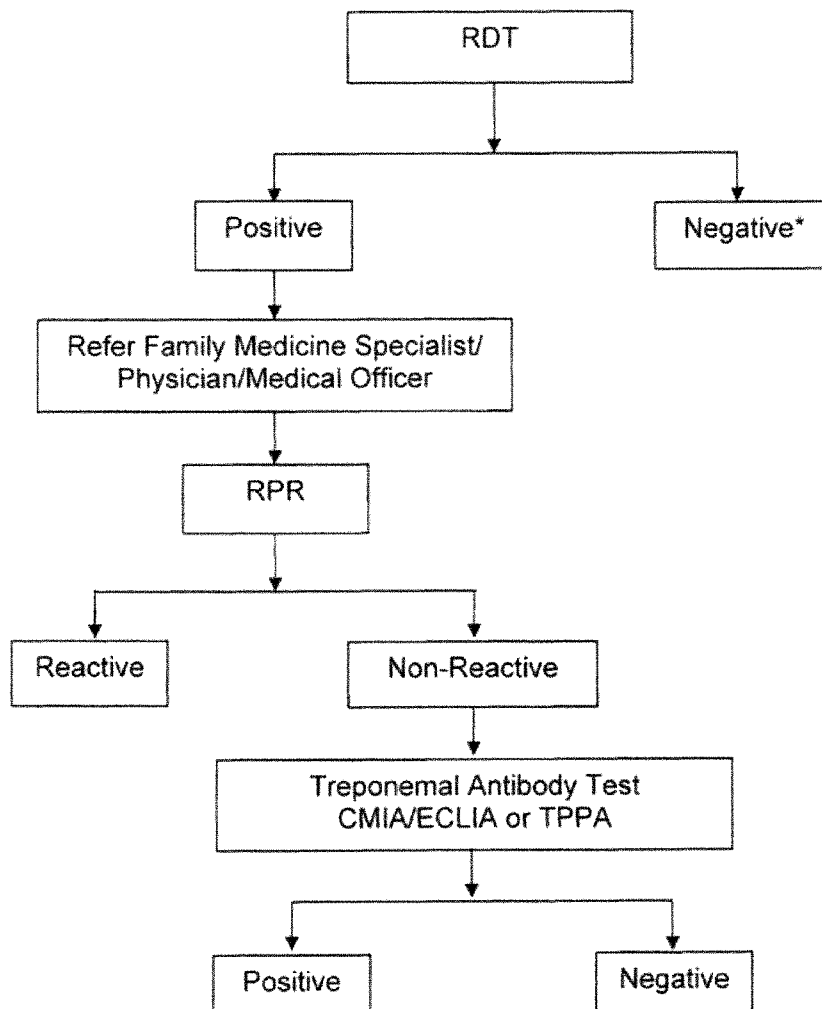 RDT
Positive
Negative*
Refer Family Medicine Specialist/
Physician/Medical Officer
RPR
Reactive
Non-Reactive
Treponemal Antibody Test
CMIA/ECLIA or TPPA
Positive
Negative